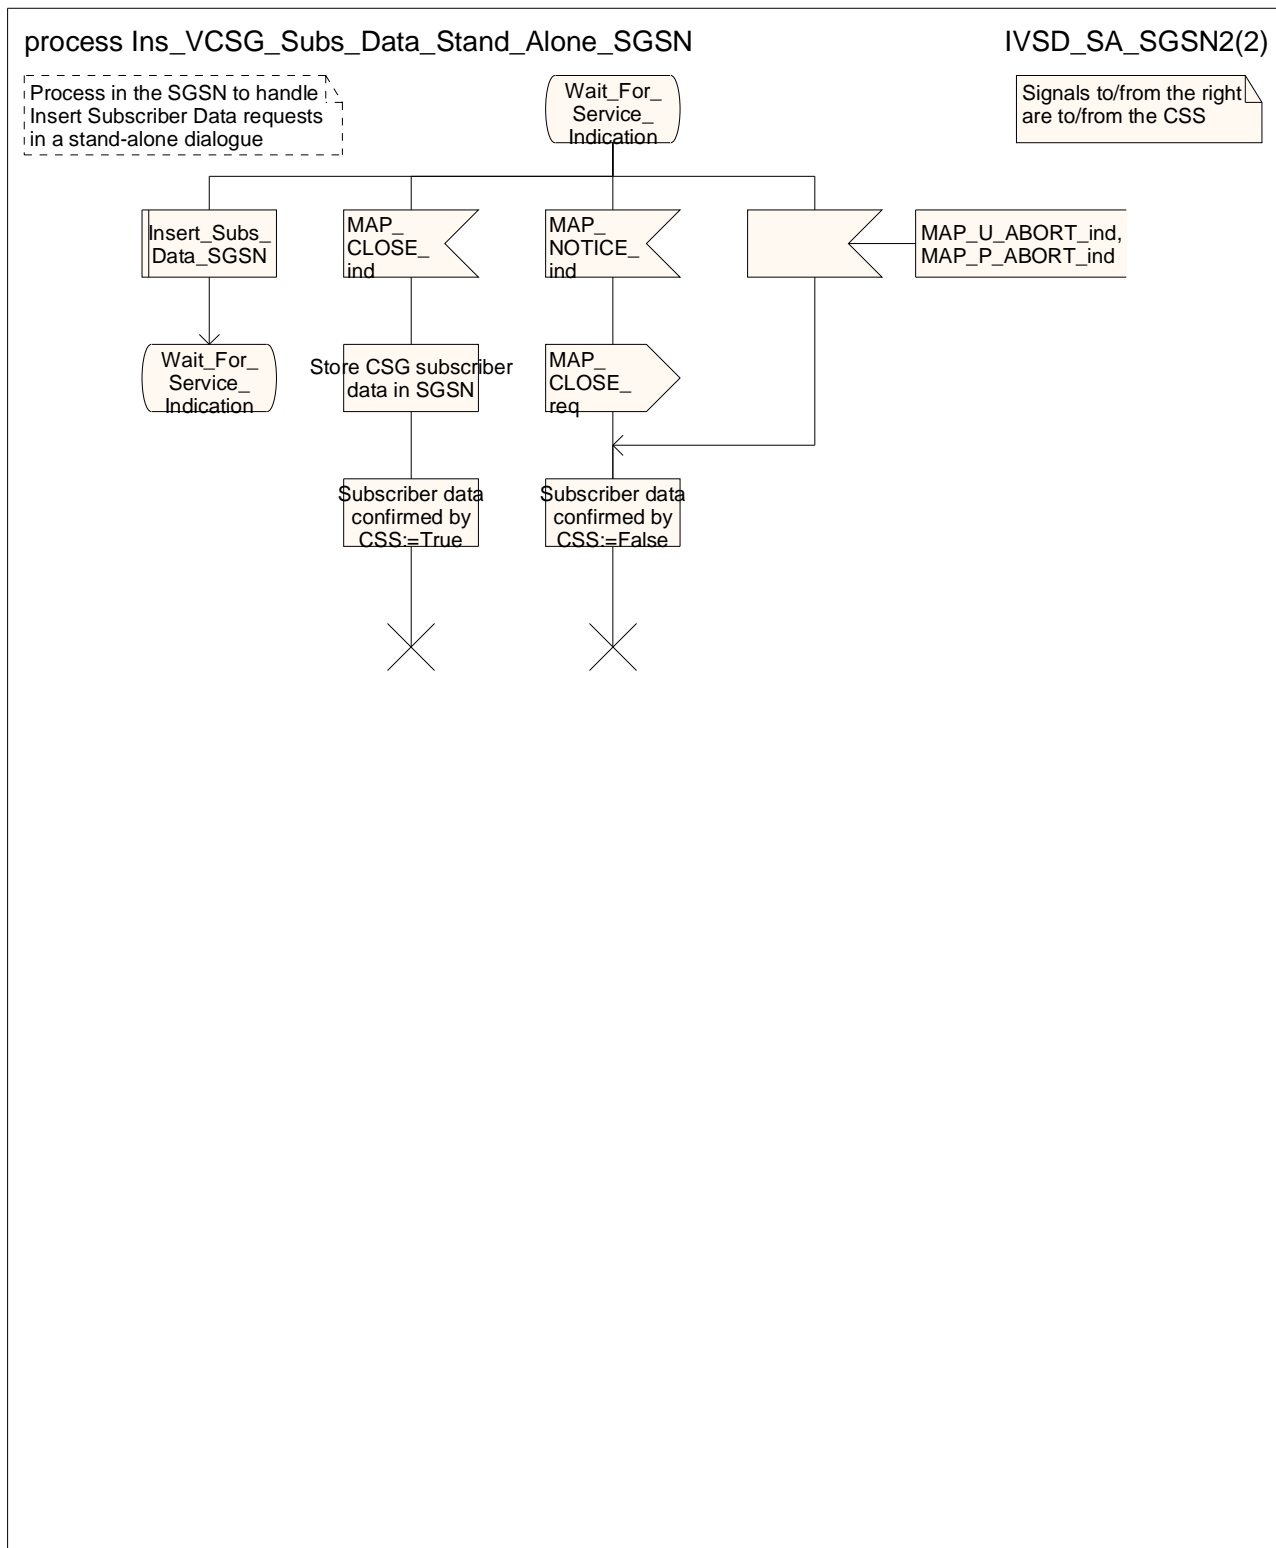 process Ins_VCSG_Subs_Data_Stand_Alone_SGSN
IVSD_SA_SGSN2(2)
Process in the SGSN to handle
Insert Subscriber Data requests
in a stand-alone dialogue
Wait_For_
Service_
Indication
Signals to/from the right
are to/from the CSS
Insert_Subs_
Data_SGSN
MAP_
CLOSE_
ind
MAP_
NOTICE_
ind
MAP_U_ABORT_ind,
MAP_P_ABORT_ind
Wait_For_
Service_
Indication
Store CSG subscriber
data in SGSN
MAP_
CLOSE_
req
Subscriber data
confirmed by
CSS:=True
Subscriber data
confirmed by
CSS:=False